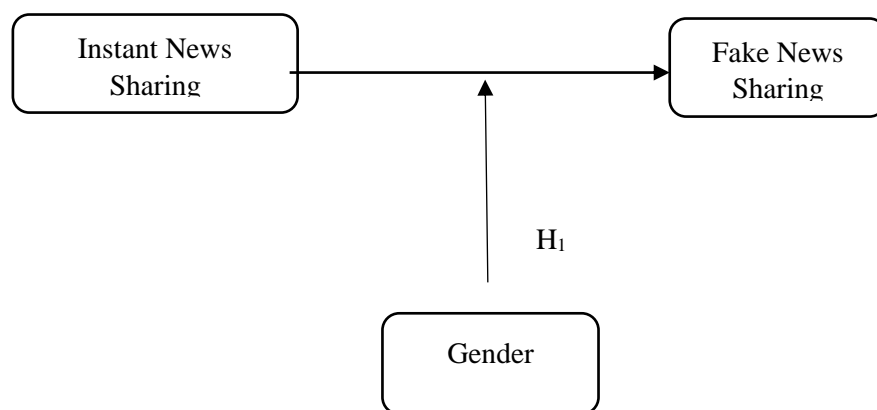 Instant News
Sharing
Fake News
Sharing
H₁
Gender